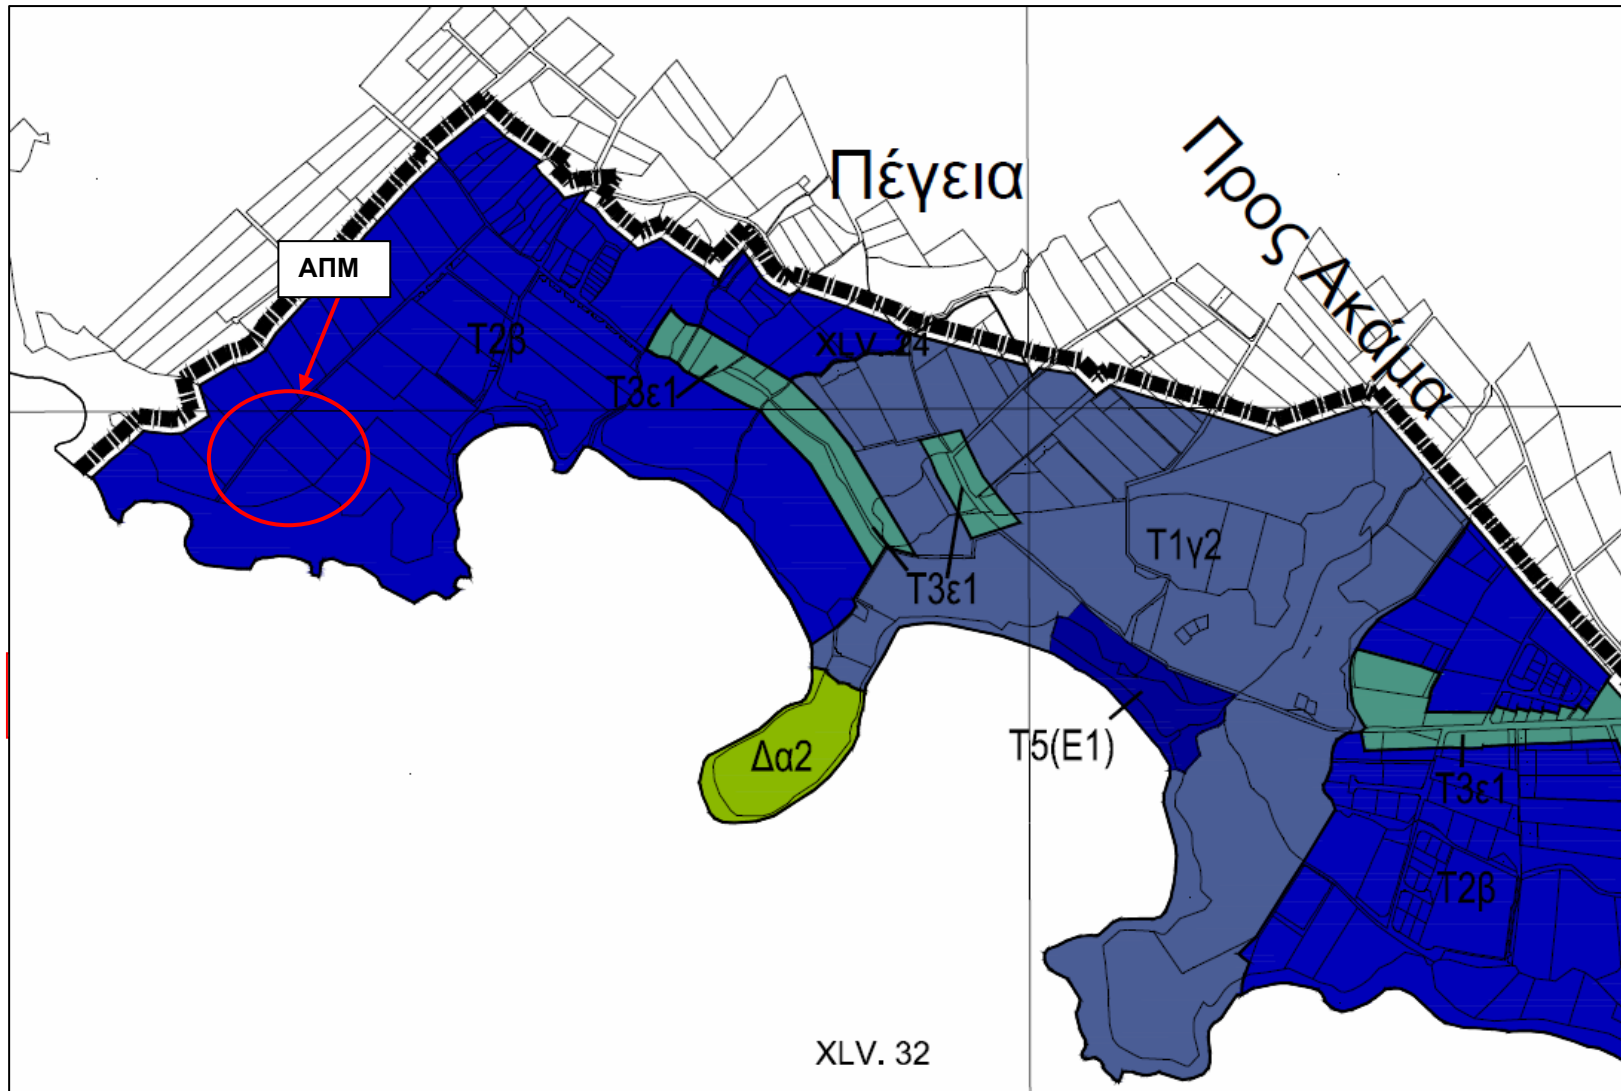 Πέγεια
Προς Ακάμα
ΑΠΜ
Τ2β
XLV. 24
Τ3ε1
Τ1γ2
Τ3ε1
Τ5(Ε1)
Δα2
Τ3ε1
Τ2β
XLV. 32